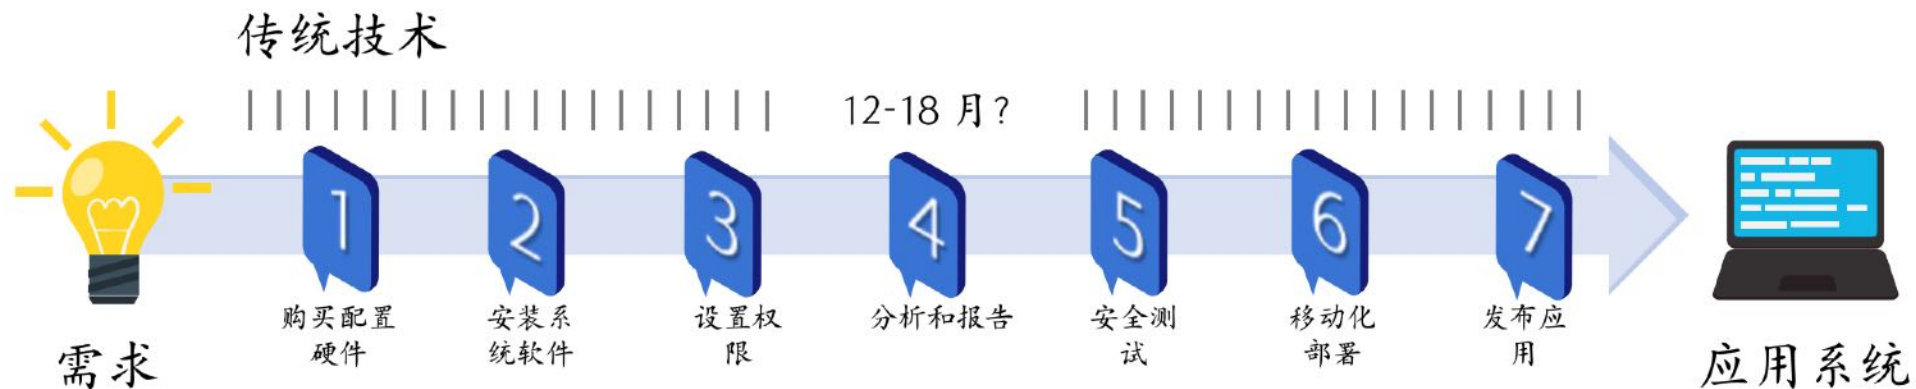 传统技术
12-18 月?
1
2
3
4
5
6
7
购买配置
硬件
安装系
统软件
设置权
限
分析和报告
安全测
试
移动化
部署
发布应
用
需求
应用系统